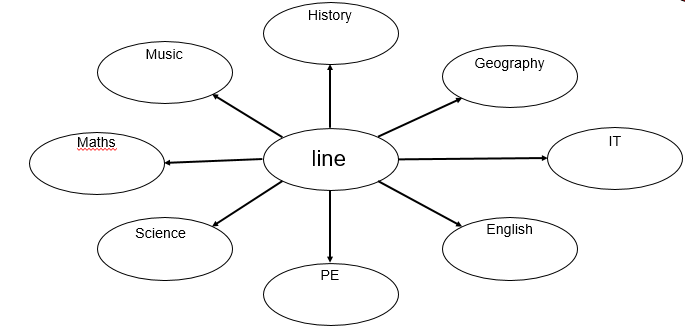 History
Music
Geography
Maths
line
IT
Science
English
PE